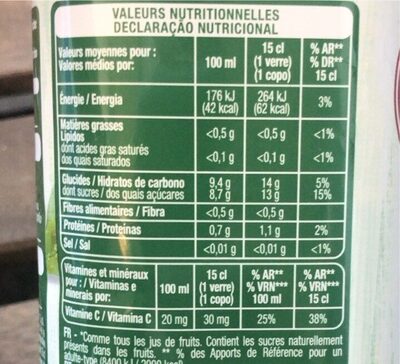 VALEURS NUTRITIONNELLES
DECLARAÇÃO NUTRICIONAL
Valeurs moyennes pour :
Valores médios por:
100 ml
15 cl
(1 verre)
(1 copo)
% AR**
% DR**
15 cl
Énergie / Energia
176 kJ
(42 kcal)
264 kJ
(62 kcal)
3%
Matières grasses
Lípidos
<0,5 g <0,5 g <1%
dont acides gras saturés
dos quais saturados
<0,1 g <0,1 g <1%
Glucides / Hidratos de carbono 9,4 g 14 g 5%
dont sucres / dos quais açúcares 8,7 g 13 g 15%
Fibres alimentaires / Fibra <0,5 g <0,5 g
Protéines / Proteínas 0,7 g 1,1 g 2%
Sel / Sal <0,01 g <0,01 g <1%
Vitamines et minéraux
pour : / Vitaminas e
minerais por:
100 ml
15 cl
(1 verre)
(1 copo)
% AR**
% VRN***
100 ml
% AR**
% VRN***
15 cl
Vitamine C / Vitamina C 20 mg 30 mg 25% 38%
FR - *Comme tous les jus de fruits. Contient les sucres naturellement
présents dans les fruits. ** % des Apports de Référence pour un
adulte-type (8400 kJ / 2000 kcal)